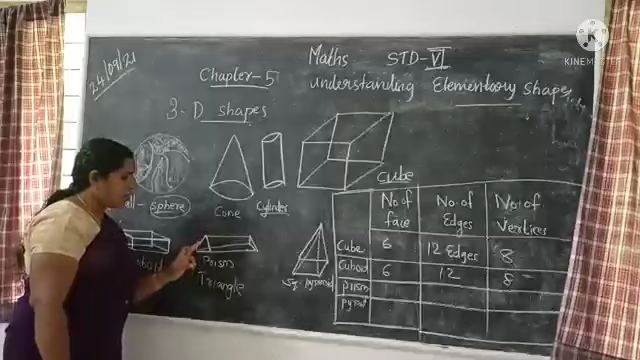 24/09/21
Maths STD-VI
Chapter-5 understanding Elementary shapes
3-D shapes
KINEMASTER
Ball - sphere
Cone
Cylinder
Cube
Cuboid
Prism
Triangle
Sq-pyramid
No of face No of Edges No of vertices
Cube 6 12 Edges 8
Cuboid 6 12 8
Prism